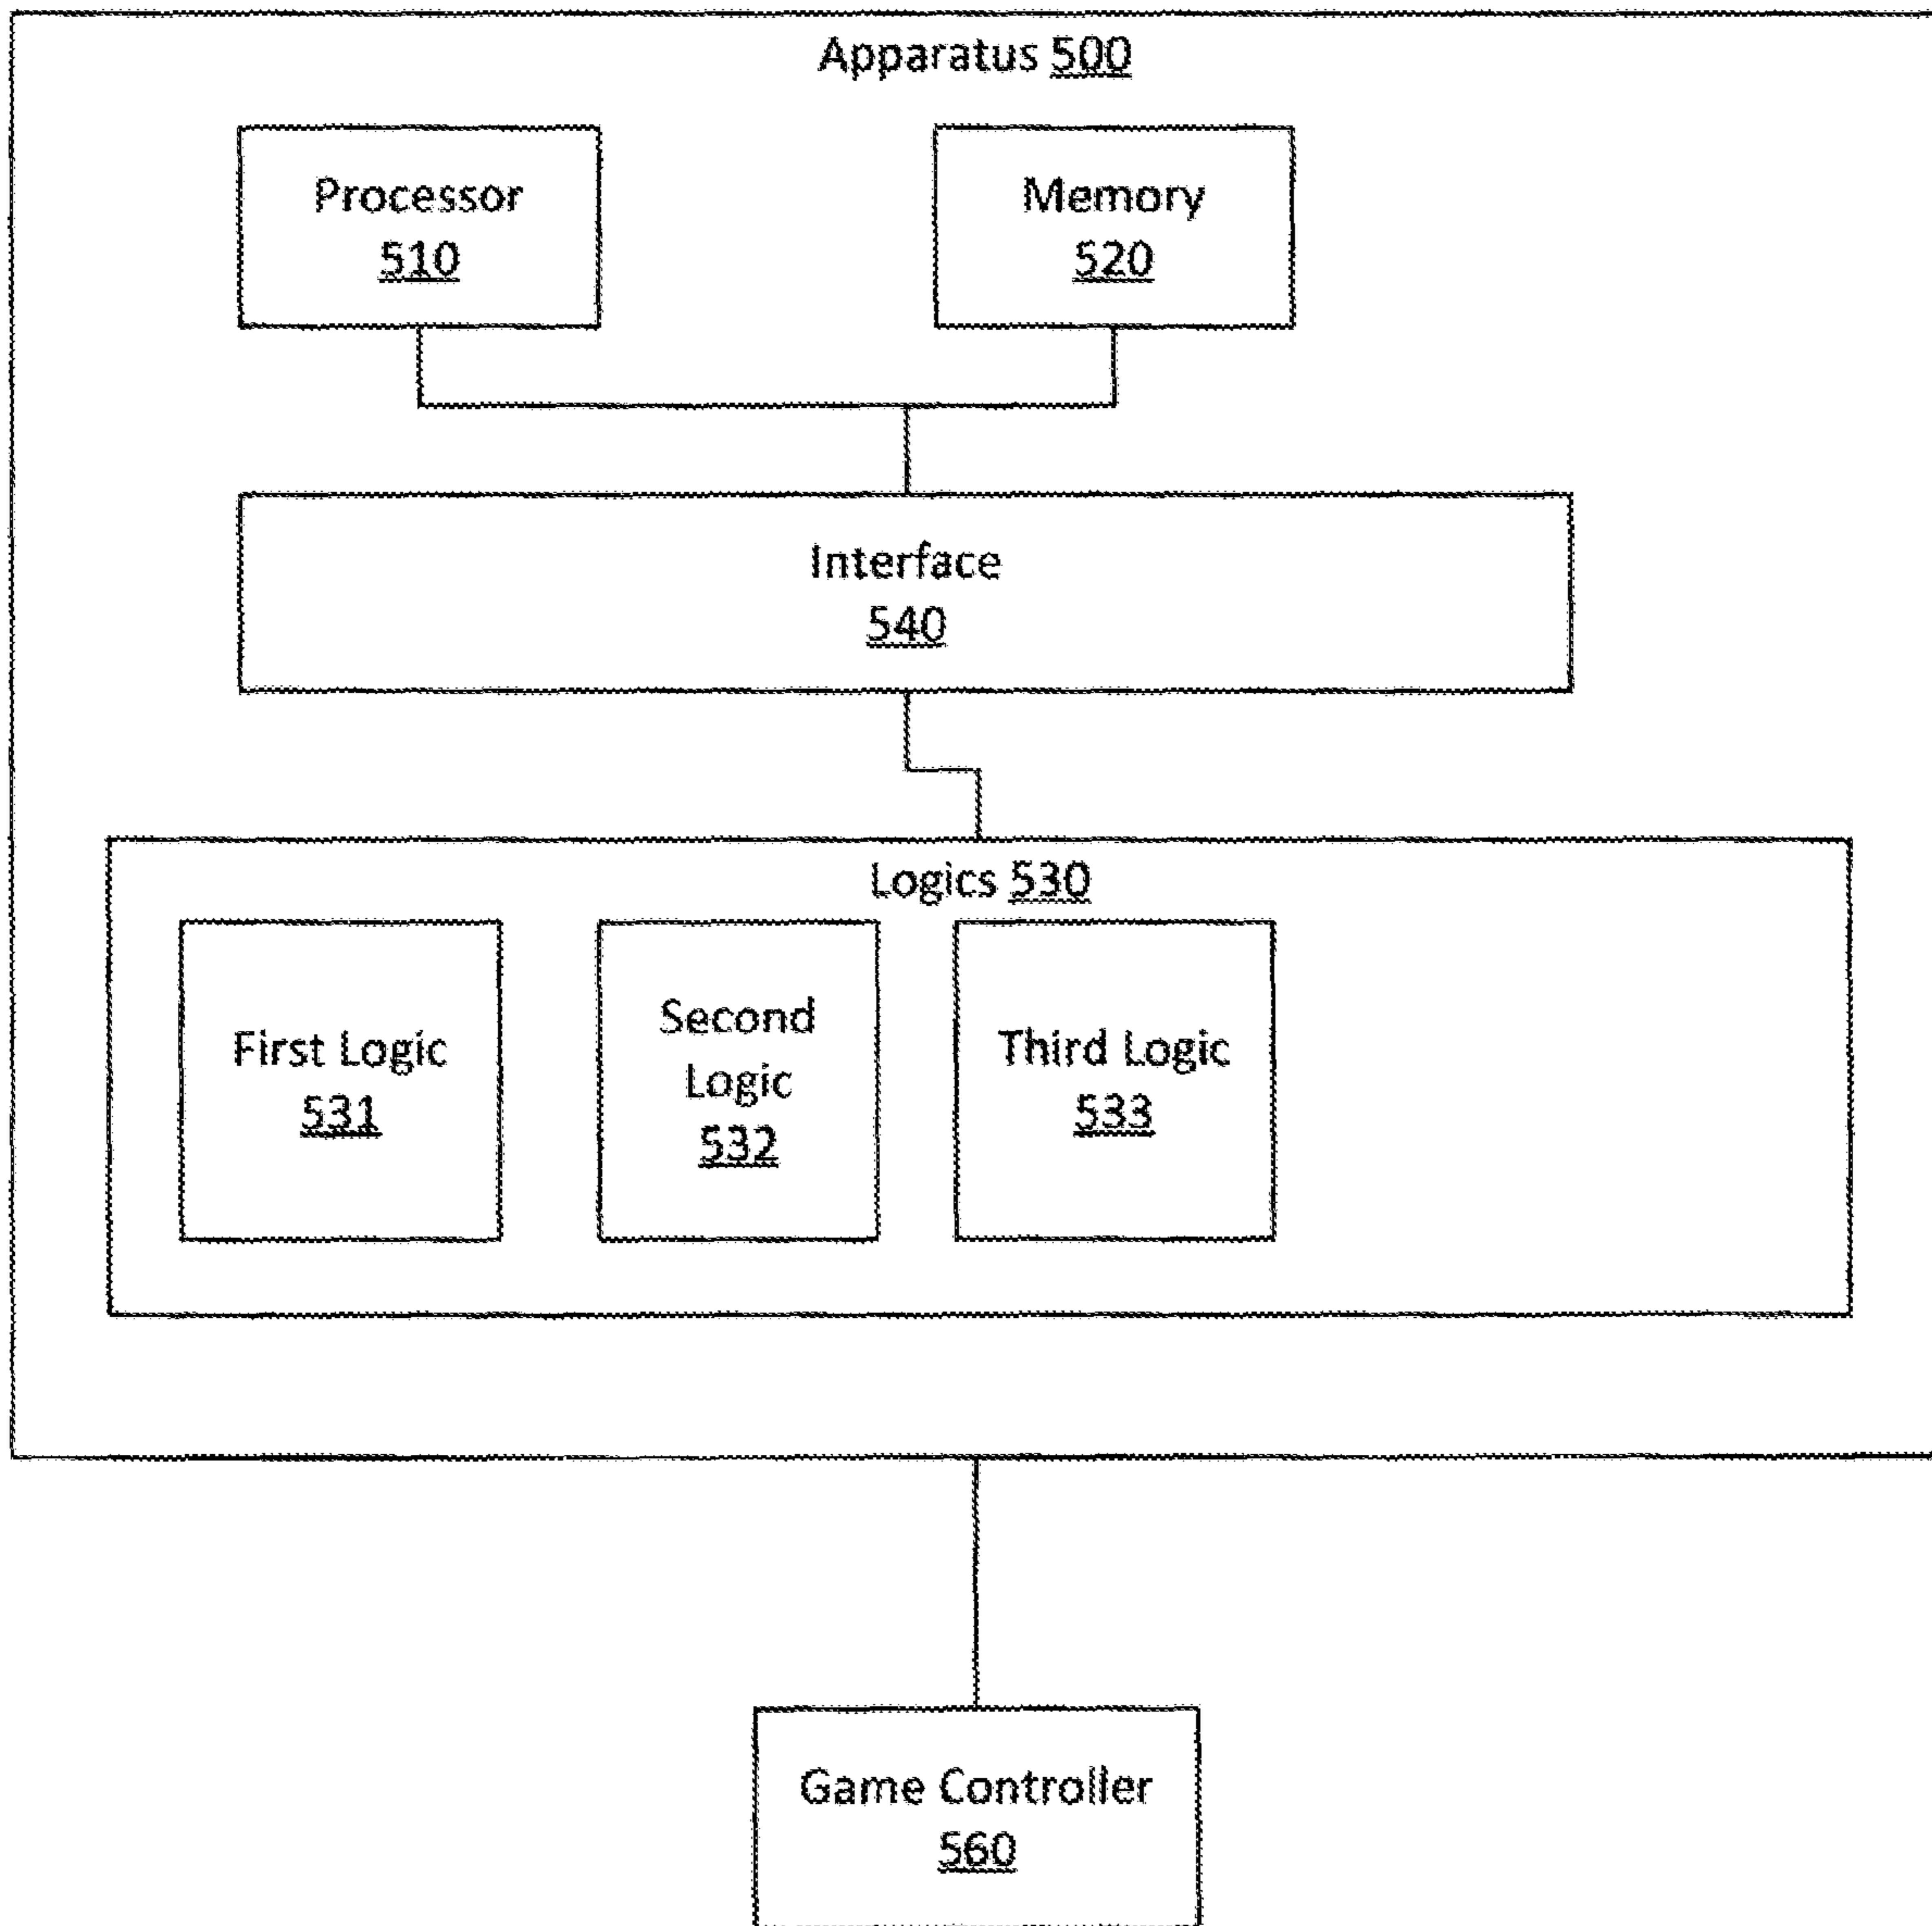 Apparatus 500
Processor
510
Memory
520
Interface
540
Logics 530
First Logic
531
Second
Logic
532
Third Logic
533
Game Controller
560